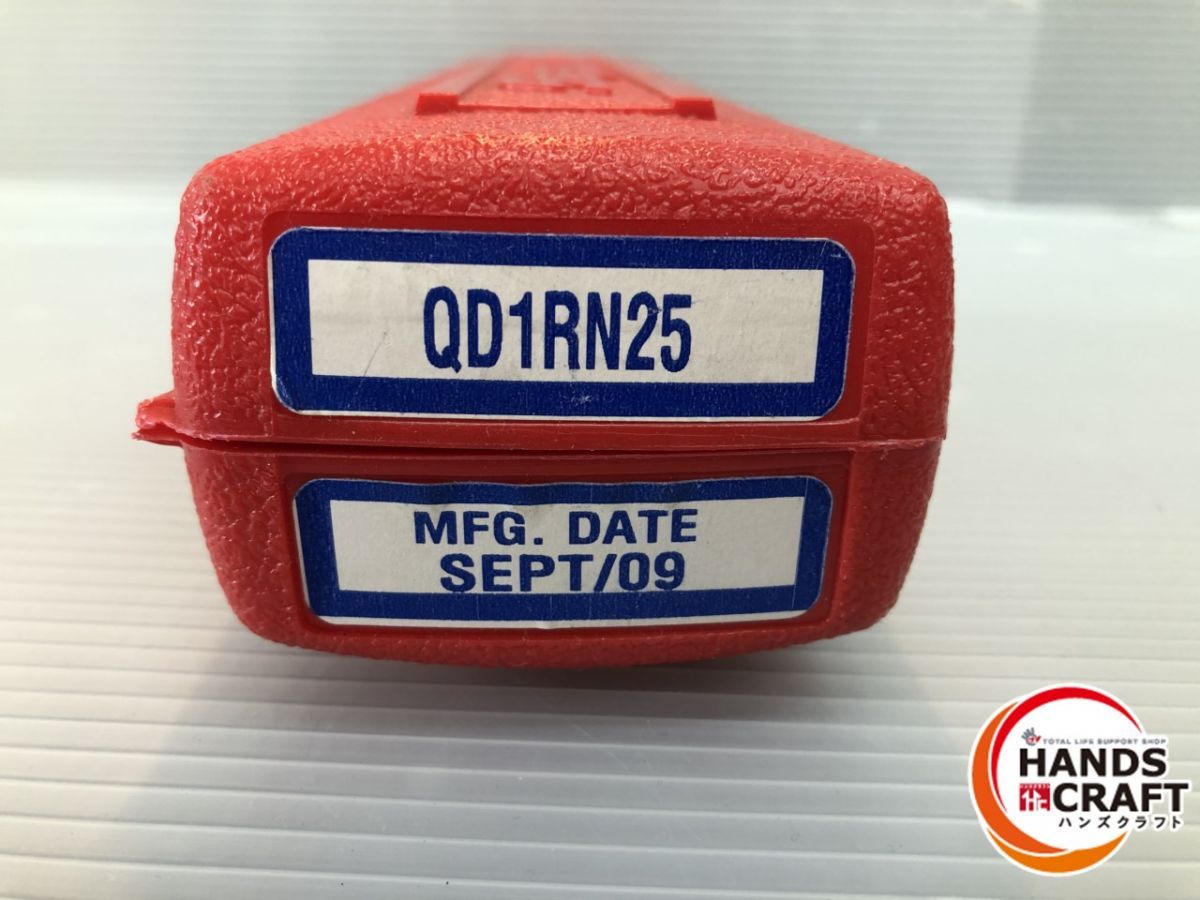 QD1RN25
MFG. DATE
SEPT/09
TOTAL LIFE SUPPORT SHOP
HANDS
CRAFT
ハンズクラフト